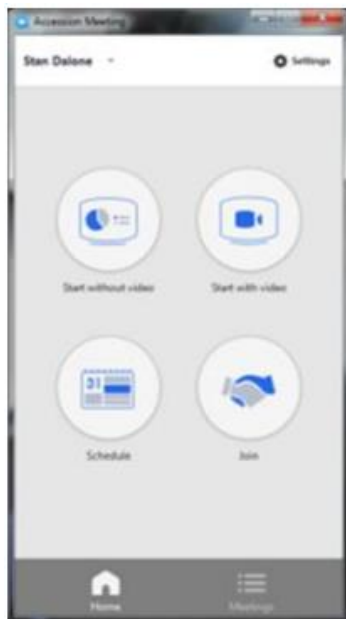 Accession Meeting
Stan Dalone
Settings
Start without video
Start with video
31
Schedule
Join
Home
Meetings